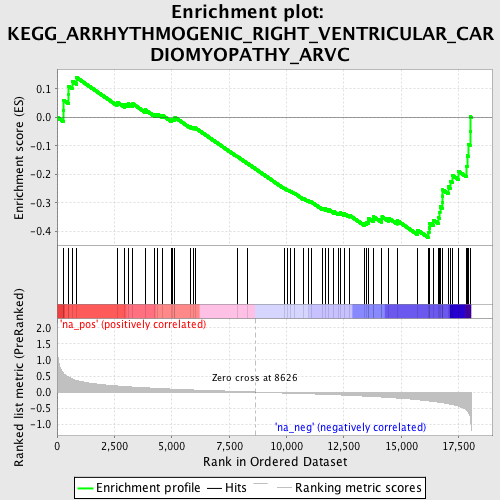 Enrichment plot:
KEGG_ARRHYTHMOGENIC_RIGHT_VENTRICULAR_CAR
DIOMYOPATHY_ARVC
Enrichment score (ES)
0.1
0.0
-0.1
-0.2
-0.3
-0.4
'na_pos' (positively correlated)
Ranked list metric (PreRanked)
2.0
1.5
1.0
0.5
0.0
-0.5
-1.0
Zero cross at 8626
'na_neg' (negatively correlated)
0
2,500
5,000
7,500
10,000
12,500
15,000
17,500
Rank in Ordered Dataset
Enrichment profile
Hits
Ranking metric scores